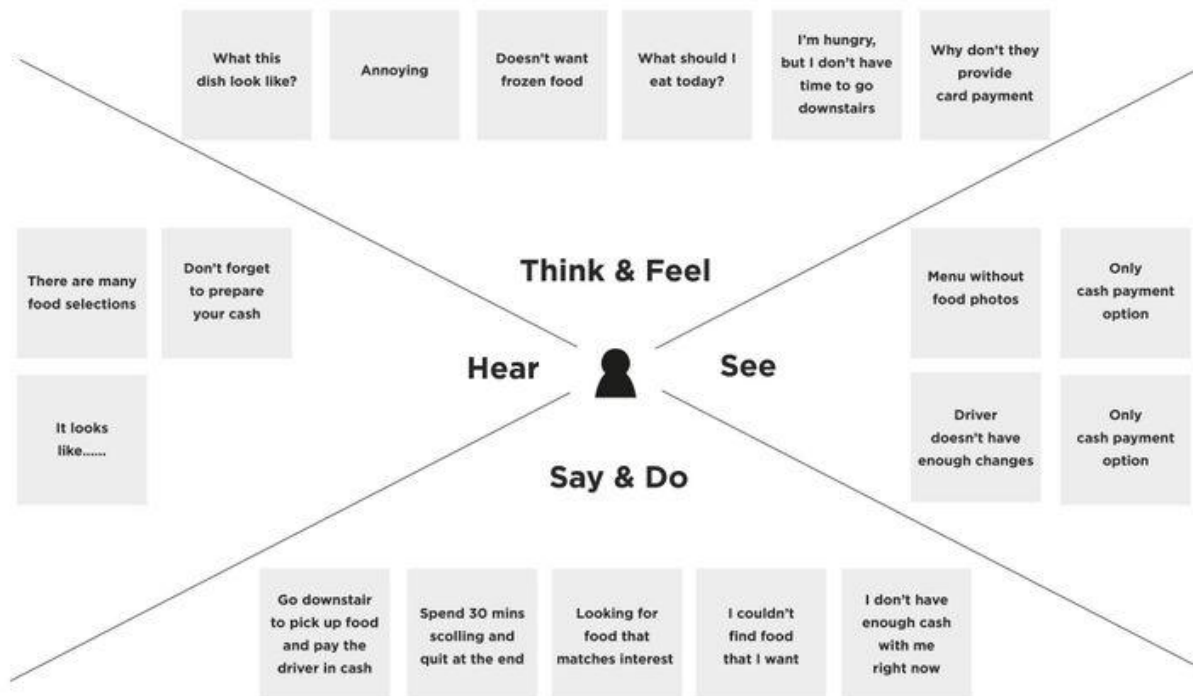 What this
dish look like?
Annoying
Doesn't want
frozen food
What should I
eat today?
I'm hungry,
but I don't have
time to go
downstairs
Why don't they
provide
card payment
Think & Feel
There are many
food selections
Don't forget
to prepare
your cash
It looks
like......
Hear
See
Menu without
food photos
Only
cash payment
option
Driver
doesn't have
enough changes
Only
cash payment
option
Say & Do
Go downstair
to pick up food
and pay the
driver in cash
Spend 30 mins
scolling and
quit at the end
Looking for
food that
matches interest
I couldn't
find food
that I want
I don't have
enough cash
with me
right now